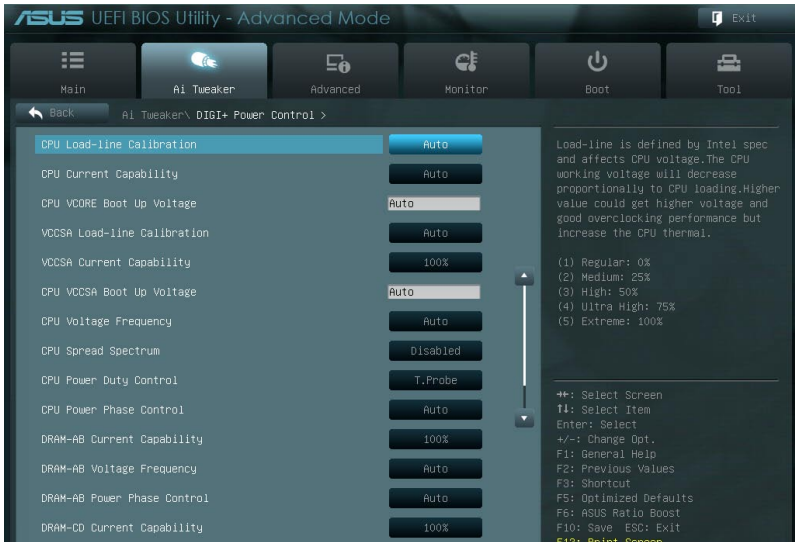 ASUS UEFI BIOS Utility - Advanced Mode
Exit
Main
Ai Tweaker
Advanced
Monitor
Boot
Tool
Back
Ai Tweaker\ DIGI+ Power Control >
CPU Load-line Calibration Auto
CPU Current Capability Auto
CPU VCORE Boot Up Voltage Auto
VCCSA Load-line Calibration Auto
VCCSA Current Capability 100%
CPU VCCSA Boot Up Voltage Auto
CPU Voltage Frequency Auto
CPU Spread Spectrum Disabled
CPU Power Duty Control T.Probe
CPU Power Phase Control Auto
DRAM-AB Current Capability 100%
DRAM-AB Voltage Frequency Auto
DRAM-AB Power Phase Control Auto
DRAM-CD Current Capability 100%
Load-line is defined by Intel spec
and affects CPU voltage.The CPU
working voltage will decrease
proportionally to CPU loading.Higher
value could get higher voltage and
good overclocking performance but
increase the CPU thermal.
(1) Regular: 0%
(2) Medium: 25%
(3) High: 50%
(4) Ultra High: 75%
(5) Extreme: 100%
→←: Select Screen
↑↓: Select Item
Enter: Select
+/-: Change Opt.
F1: General Help
F2: Previous Values
F3: Shortcut
F5: Optimized Defaults
F6: ASUS Ratio Boost
F10: Save ESC: Exit
F12: Print Screen